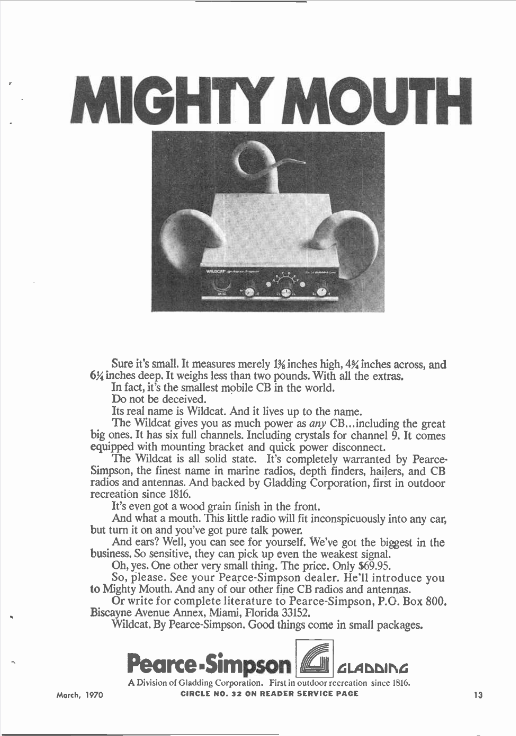 MIGHTY MOUTH
WILDCAT
Sure it's small. It measures merely 1⅝ inches high, 4¾ inches across, and
6¼ inches deep. It weighs less than two pounds. With all the extras.
In fact, it's the smallest mobile CB in the world.
Do not be deceived.
Its real name is Wildcat. And it lives up to the name.
The Wildcat gives you as much power as any CB...including the great
big ones. It has six full channels. Including crystals for channel 9. It comes
equipped with mounting bracket and quick power disconnect.
The Wildcat is all solid state. It's completely warranted by Pearce-
Simpson, the finest name in marine radios, depth finders, hailers, and CB
radios and antennas. And backed by Gladding Corporation, first in outdoor
recreation since 1816.
It's even got a wood grain finish in the front.
And what a mouth. This little radio will fit inconspicuously into any car,
but turn it on and you've got pure talk power.
And ears? Well, you can see for yourself. We've got the biggest in the
business. So sensitive, they can pick up even the weakest signal.
Oh, yes. One other very small thing. The price. Only $69.95.
So, please. See your Pearce-Simpson dealer. He'll introduce you
to Mighty Mouth. And any of our other fine CB radios and antennas.
Or write for complete literature to Pearce-Simpson, P.O. Box 800,
Biscayne Avenue Annex, Miami, Florida 33152.
Wildcat. By Pearce-Simpson. Good things come in small packages.
Pearce-Simpson GLADDING
A Division of Gladding Corporation. First in outdoor recreation since 1816.
March, 1970 CIRCLE NO. 32 ON READER SERVICE PAGE 13